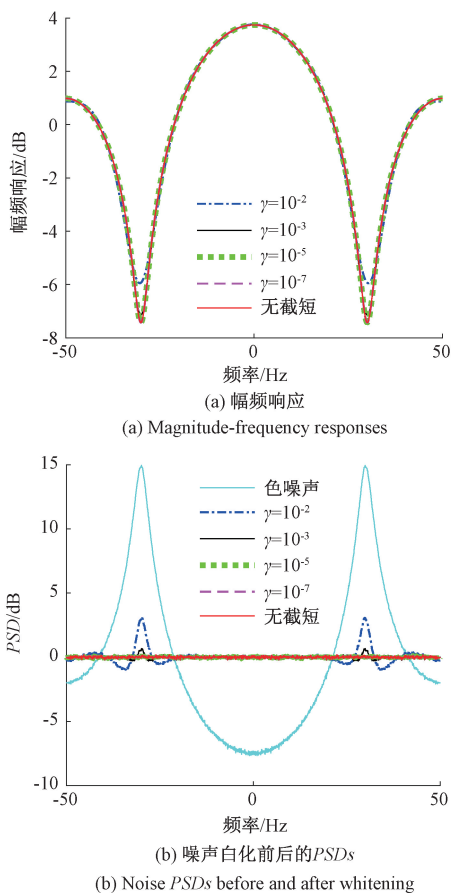 4
2
0
-2
-4
-6
-8
幅频响应/dB
γ=10-2
γ=10-3
γ=10-5
γ=10-7
无截短
-50
0
50
频率/Hz
(a) 幅频响应
(a) Magnitude-frequency responses
15
10
5
0
-5
-10
PSD/dB
色噪声
γ=10-2
γ=10-3
γ=10-5
γ=10-7
无截短
-50
0
50
频率/Hz
(b) 噪声白化前后的PSDs
(b) Noise PSDs before and after whitening